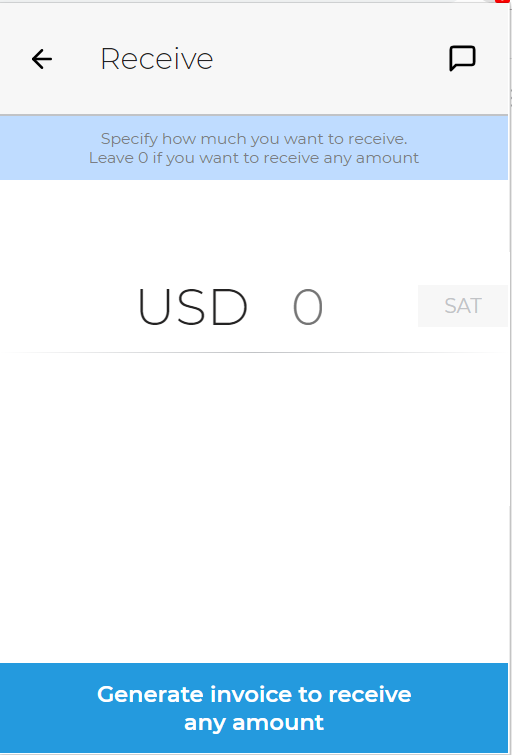 Receive
Specify how much you want to receive.
Leave 0 if you want to receive any amount
USD 0 SAT
Generate invoice to receive
any amount